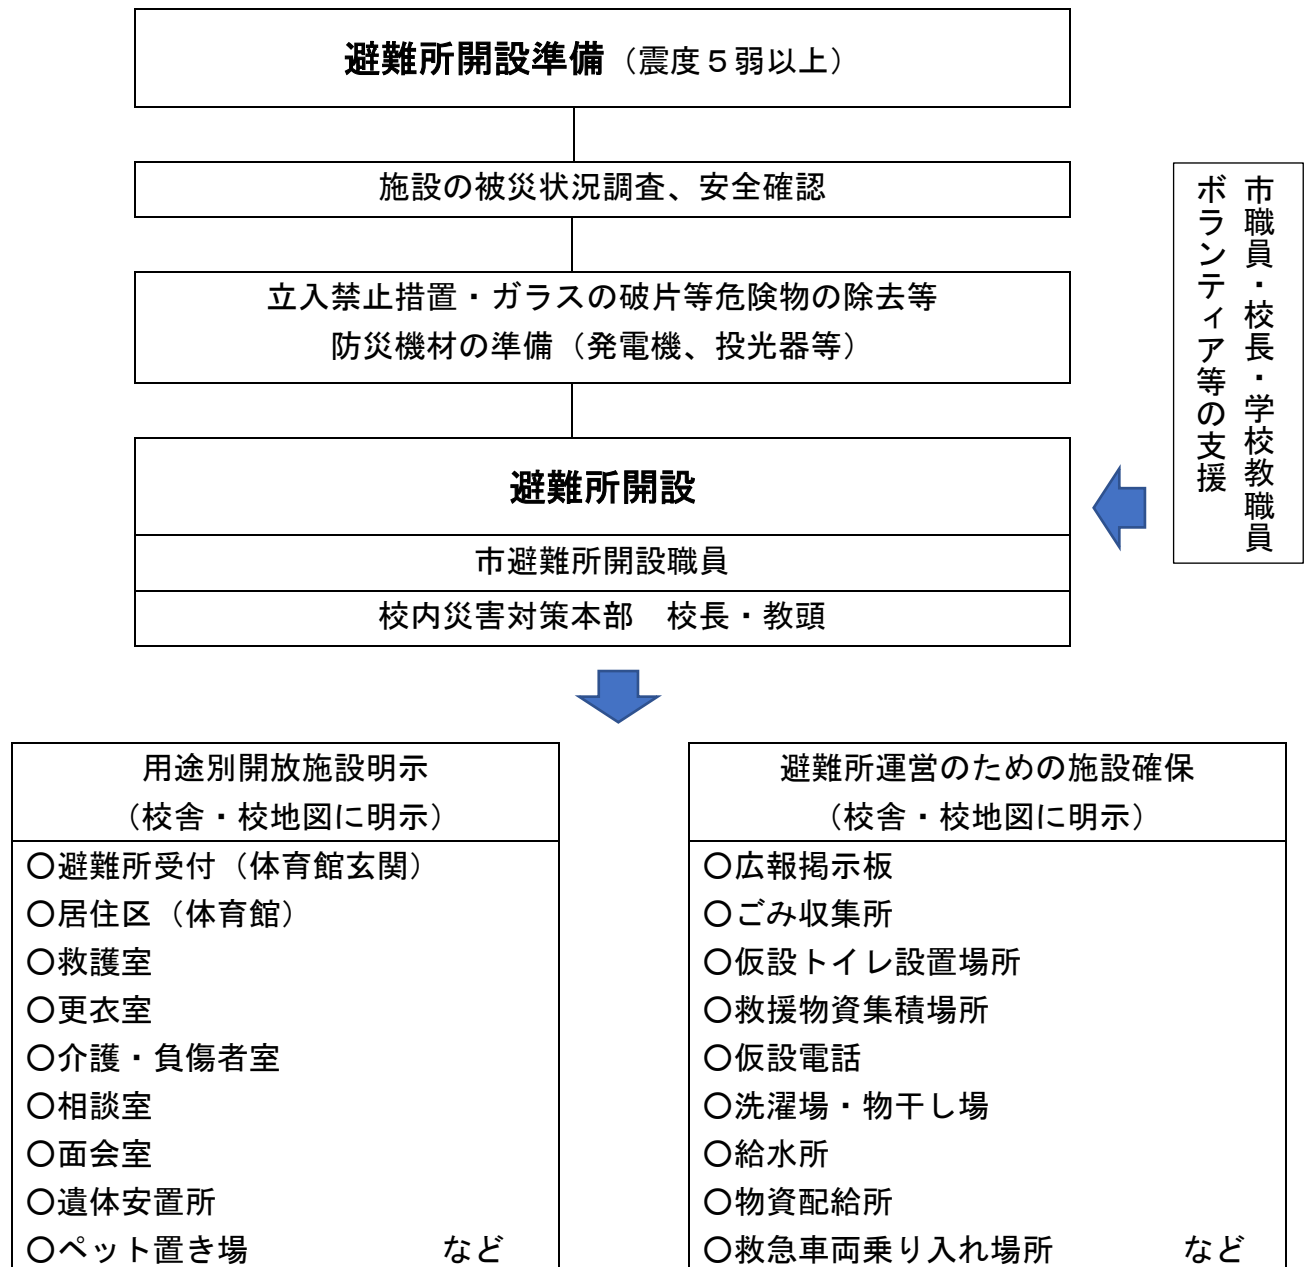 避難所開設準備（震度５弱以上）
施設の被災状況調査、安全確認
立入禁止措置・ガラスの破片等危険物の除去等
防災機材の準備（発電機、投光器等）
市職員・校長・学校教職員
ボランティア等の支援
避難所開設
市避難所開設職員
校内災害対策本部　校長・教頭
用途別開放施設明示
（校舎・校地図に明示）
〇避難所受付（体育館玄関）
〇居住区（体育館）
〇救護室
〇更衣室
〇介護・負傷者室
〇相談室
〇面会室
〇遺体安置所
〇ペット置き場　など
避難所運営のための施設確保
（校舎・校地図に明示）
〇広報掲示板
〇ごみ収集所
〇仮設トイレ設置場所
〇救援物資集積場所
〇仮設電話
〇洗濯場・物干し場
〇給水所
〇物資配給所
〇救急車両乗り入れ場所　など